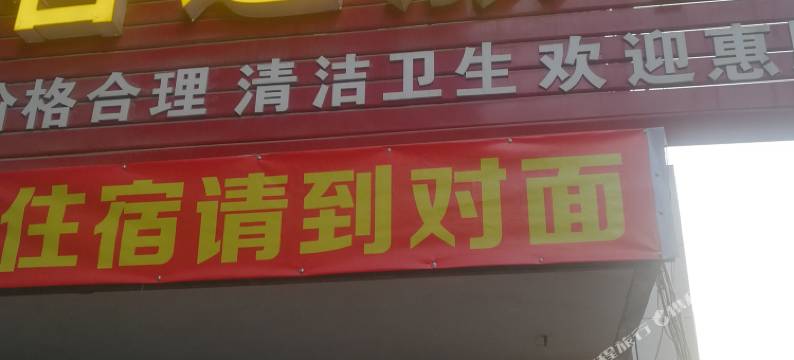 价格合理 清洁卫生 欢迎惠
住宿请到对面